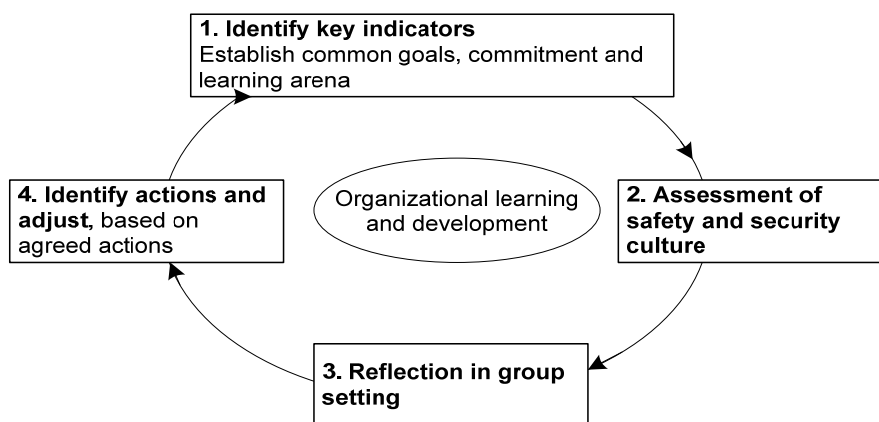 1. Identify key indicators
Establish common goals, commitment and
learning arena
4. Identify actions and
adjust, based on
agreed actions
Organizational learning
and development
2. Assessment of
safety and security
culture
3. Reflection in group
setting